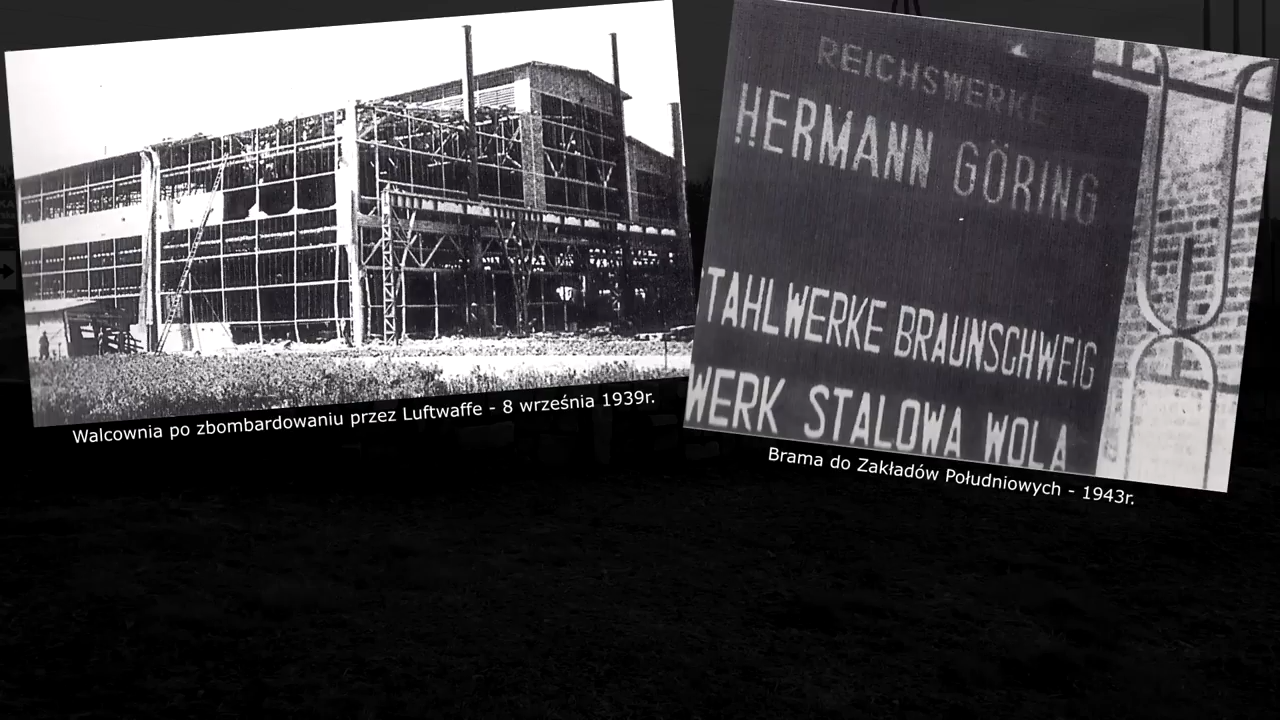 Walcownia po zbombardowaniu przez Luftwaffe - 8 września 1939r.
REICHSWERKE
HERMANN GÖRING
TAHLWERKE BRAUNSCHWEIG
WERK STALOWA WOLA
Brama do Zakładów Południowych - 1943r.